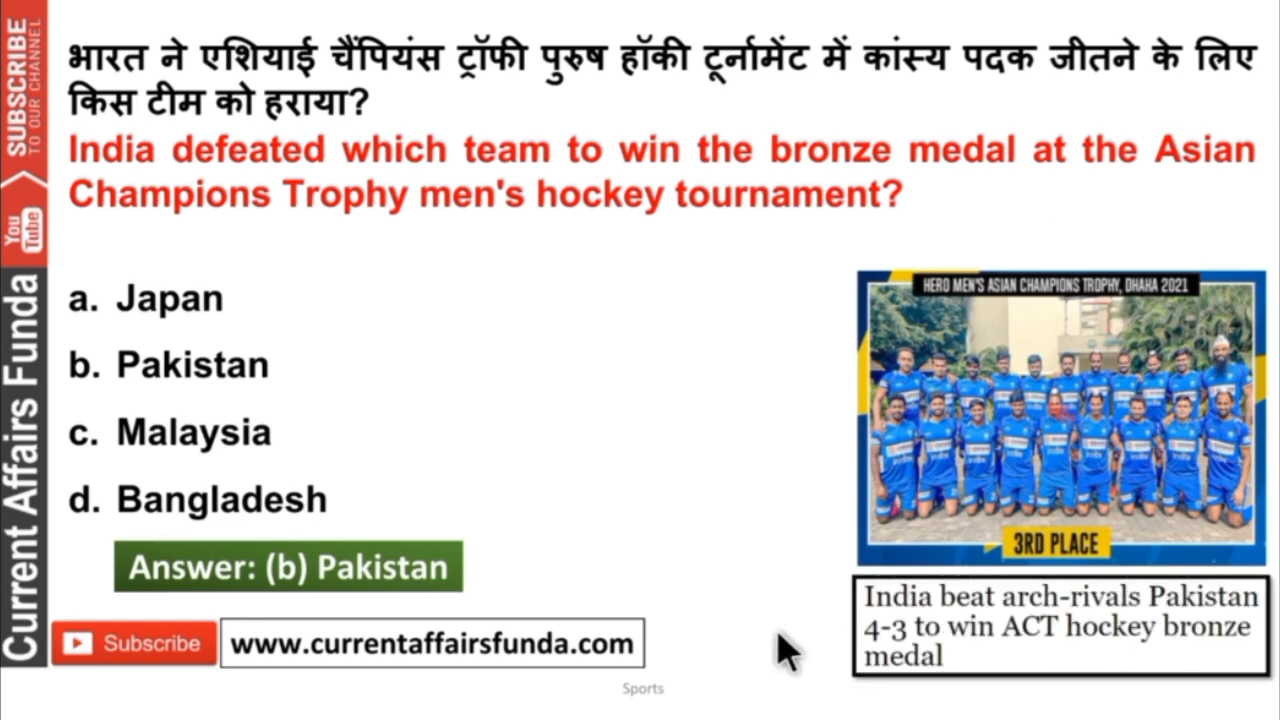 SUBSCRIBE
TO OUR CHANNEL
You
Tube
Current Affairs Funda
भारत ने एशियाई चैंपियंस ट्रॉफी पुरुष हॉकी टूर्नामेंट में कांस्य पदक जीतने के लिए
किस टीम को हराया?
India defeated which team to win the bronze medal at the Asian
Champions Trophy men's hockey tournament?
a. Japan
b. Pakistan
c. Malaysia
d. Bangladesh
Answer: (b) Pakistan
HERO MEN'S ASIAN CHAMPIONS TROPHY, DHAKA 2021
3RD PLACE
India beat arch-rivals Pakistan
4-3 to win ACT hockey bronze
medal
Subscribe
www.currentaffairsfunda.com
Sports